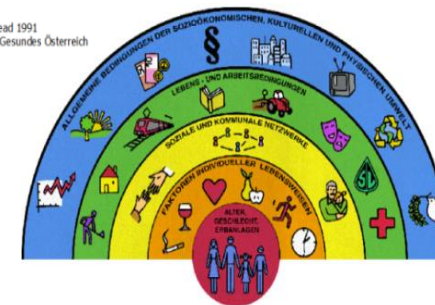 ead 1991
Gesundes Österreich
ALLGEMEINE BEDINGUNGEN DER SOZIOÖKONOMISCHEN, KULTURELLEN UND PHYSISCHEN UMWELT
§
LEBENS- UND ARBEITSBEDINGUNGEN
SOZIALE UND KOMMUNALE NETZWERKE
FAKTOREN INDIVIDUELLER LEBENSWEISEN
ALTER,
GESCHLECHT,
ERBANLAGEN